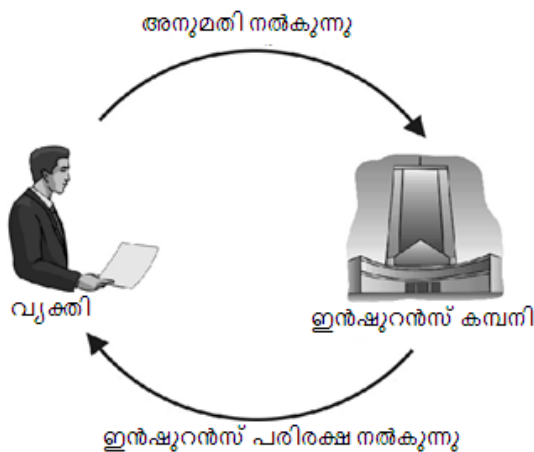 അനുമതി നൽകുന്നു
വ്യക്തി
ഇൻഷുറൻസ് കമ്പനി
ഇൻഷുറൻസ് പരിരക്ഷ നൽകുന്നു